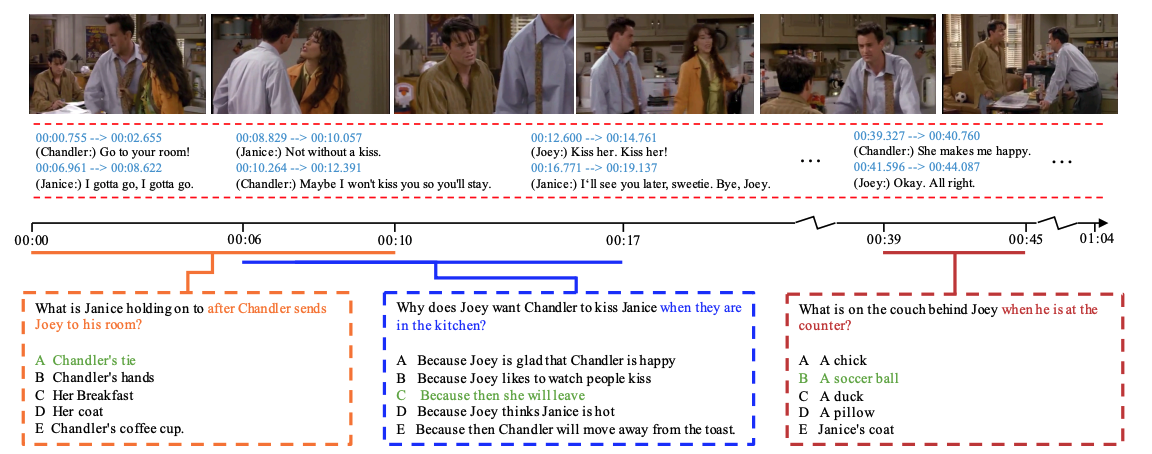 00:00.755 --> 00:02.655
(Chandler:) Go to your room!
00:06.961 --> 00:08.622
(Janice:) I gotta go, I gotta go.
00:08.829 --> 00:10.057
(Janice:) Not without a kiss.
00:10.264 --> 00:12.391
(Chandler:) Maybe I won't kiss you so you'll stay.
00:12.600 --> 00:14.761
(Joey:) Kiss her. Kiss her!
00:16.771 --> 00:19.137
(Janice:) I'll see you later, sweetie. Bye, Joey.
...
00:39.327 --> 00:40.760
(Chandler:) She makes me happy.
00:41.596 --> 00:44.087
(Joey:) Okay. All right.
...
00:00
00:06
00:10
00:17
00:39
00:45
01:04
What is Janice holding on to after Chandler sends
Joey to his room?
A Chandler's tie
B Chandler's hands
C Her Breakfast
D Her coat
E Chandler's coffee cup.
Why does Joey want Chandler to kiss Janice when they are
in the kitchen?
A Because Joey is glad that Chandler is happy
B Because Joey likes to watch people kiss
C Because then she will leave
D Because Joey thinks Janice is hot
E Because then Chandler will move away from the toast.
What is on the couch behind Joey when he is at the
counter?
A A chick
B A soccer ball
C A duck
D A pillow
E Janice's coat